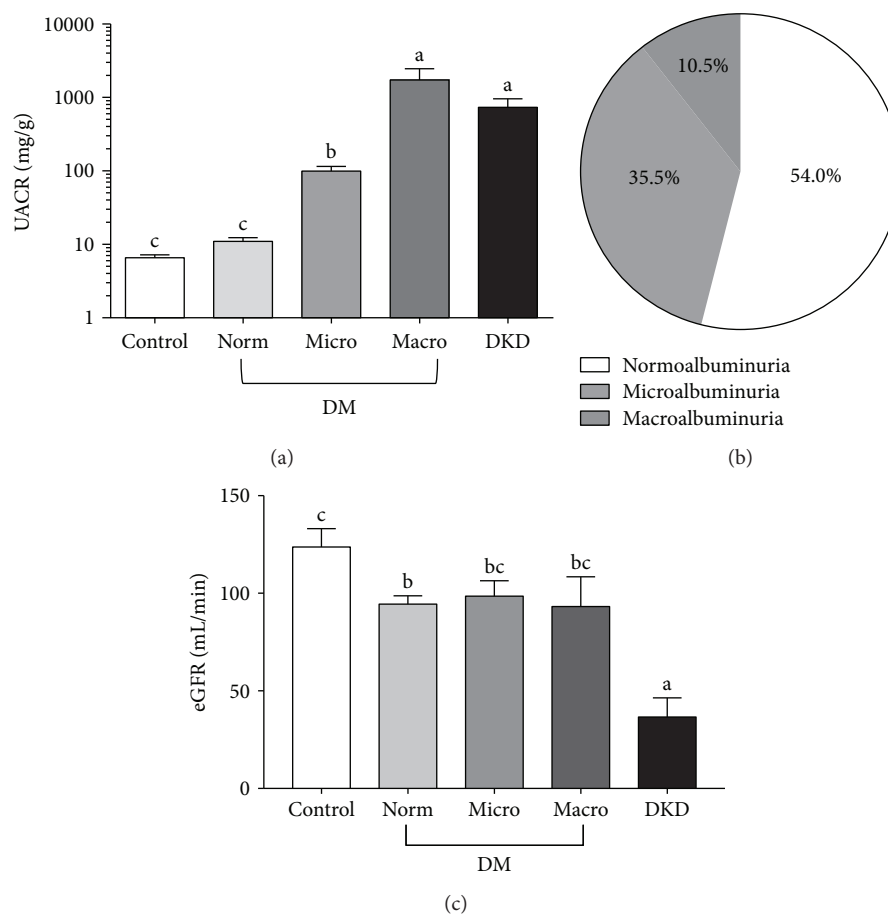 10000
1000
100
10
1
UACR (mg/g)
c
c
b
a
a
Control Norm Micro Macro DKD
DM
(a)
10.5%
35.5%
54.0%
Normoalbuminuria
Microalbuminuria
Macroalbuminuria
(b)
150
100
50
0
eGFR (mL/min)
c
b
bc
bc
a
Control Norm Micro Macro DKD
DM
(c)